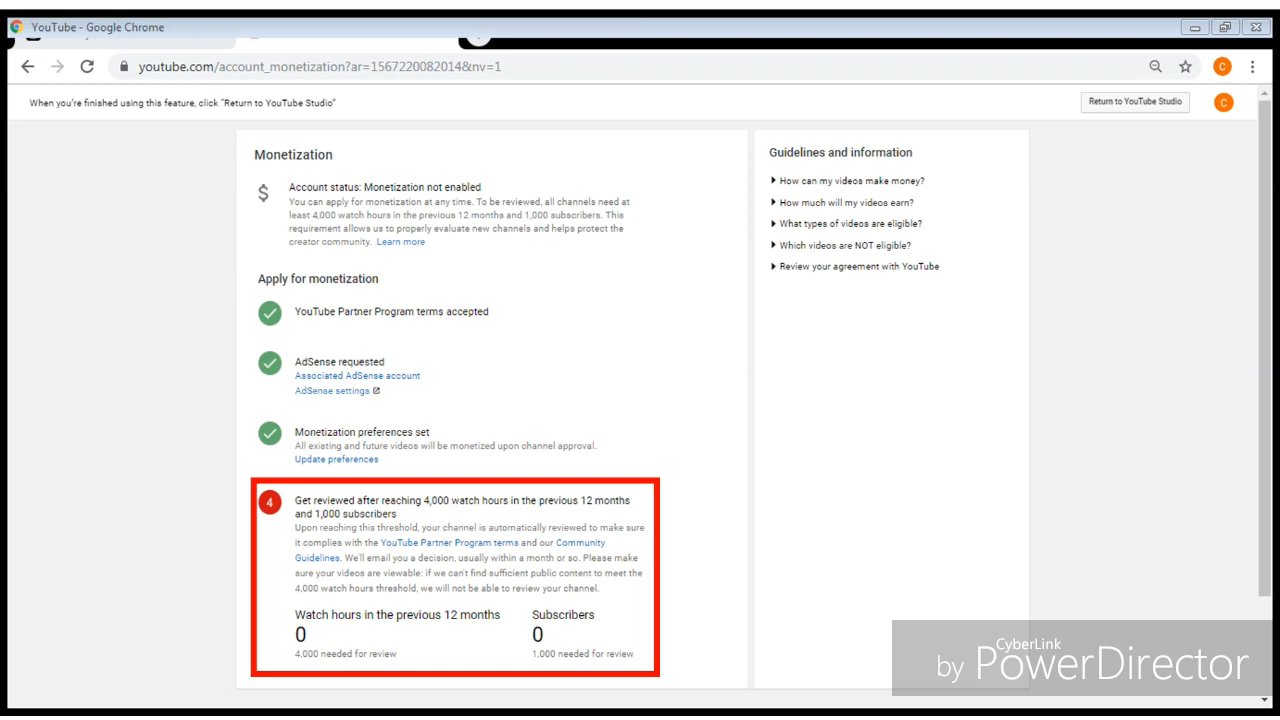 YouTube - Google Chrome
youtube.com/account_monetization?ar=1567220082014&nv=1
C
When you're finished using this feature, click "Return to YouTube Studio"
Return to YouTube Studio
C
Monetization
$
Account status: Monetization not enabled
You can apply for monetization at any time. To be reviewed, all channels need at
least 4,000 watch hours in the previous 12 months and 1,000 subscribers. This
requirement allows us to properly evaluate new channels and helps protect the
creator community. Learn more
Apply for monetization
YouTube Partner Program terms accepted
AdSense requested
Associated AdSense account
AdSense settings
Monetization preferences set
All existing and future videos will be monetized upon channel approval.
Update preferences
4
Get reviewed after reaching 4,000 watch hours in the previous 12 months
and 1,000 subscribers
Upon reaching this threshold, your channel is automatically reviewed to make sure
it complies with the YouTube Partner Program terms and our Community
Guidelines. We'll email you a decision, usually within a month or so. Please make
sure your videos are viewable: if we can't find sufficient public content to meet the
4,000 watch hours threshold, we will not be able to review your channel.
Watch hours in the previous 12 months
0
4,000 needed for review
Subscribers
0
1,000 needed for review
Guidelines and information
How can my videos make money?
How much will my videos earn?
What types of videos are eligible?
Which videos are NOT eligible?
Review your agreement with YouTube
CyberLink
by PowerDirector